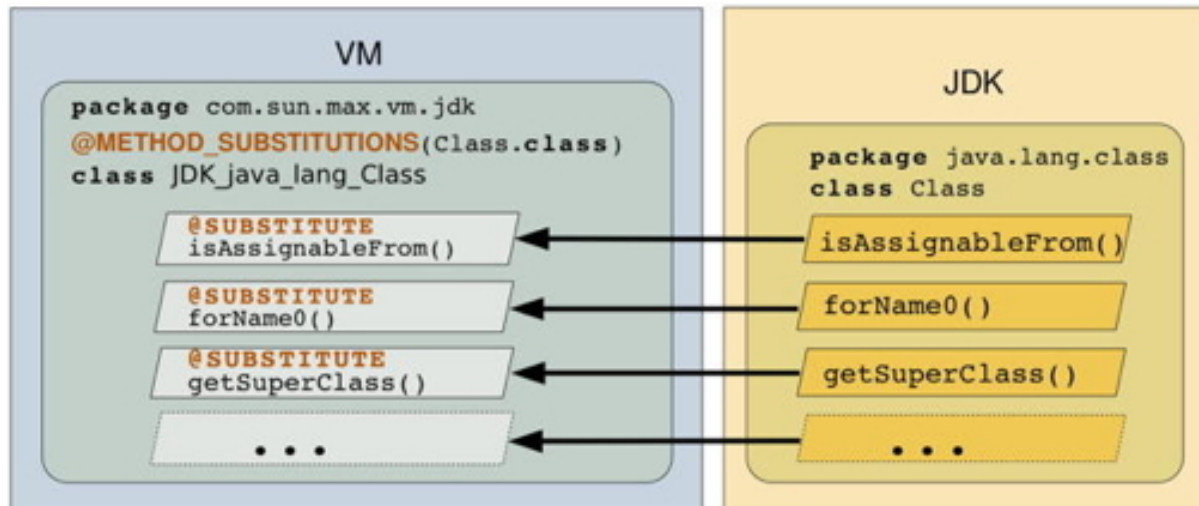 VM
package com.sun.max.vm.jdk
@METHOD_SUBSTITUTIONS(Class.class)
class JDK_java_lang_Class
@SUBSTITUTE
isAssignableFrom()
@SUBSTITUTE
forName0()
@SUBSTITUTE
getSuperClass()
...
JDK
package java.lang.class
class Class
isAssignableFrom()
forName0()
getSuperClass()
...